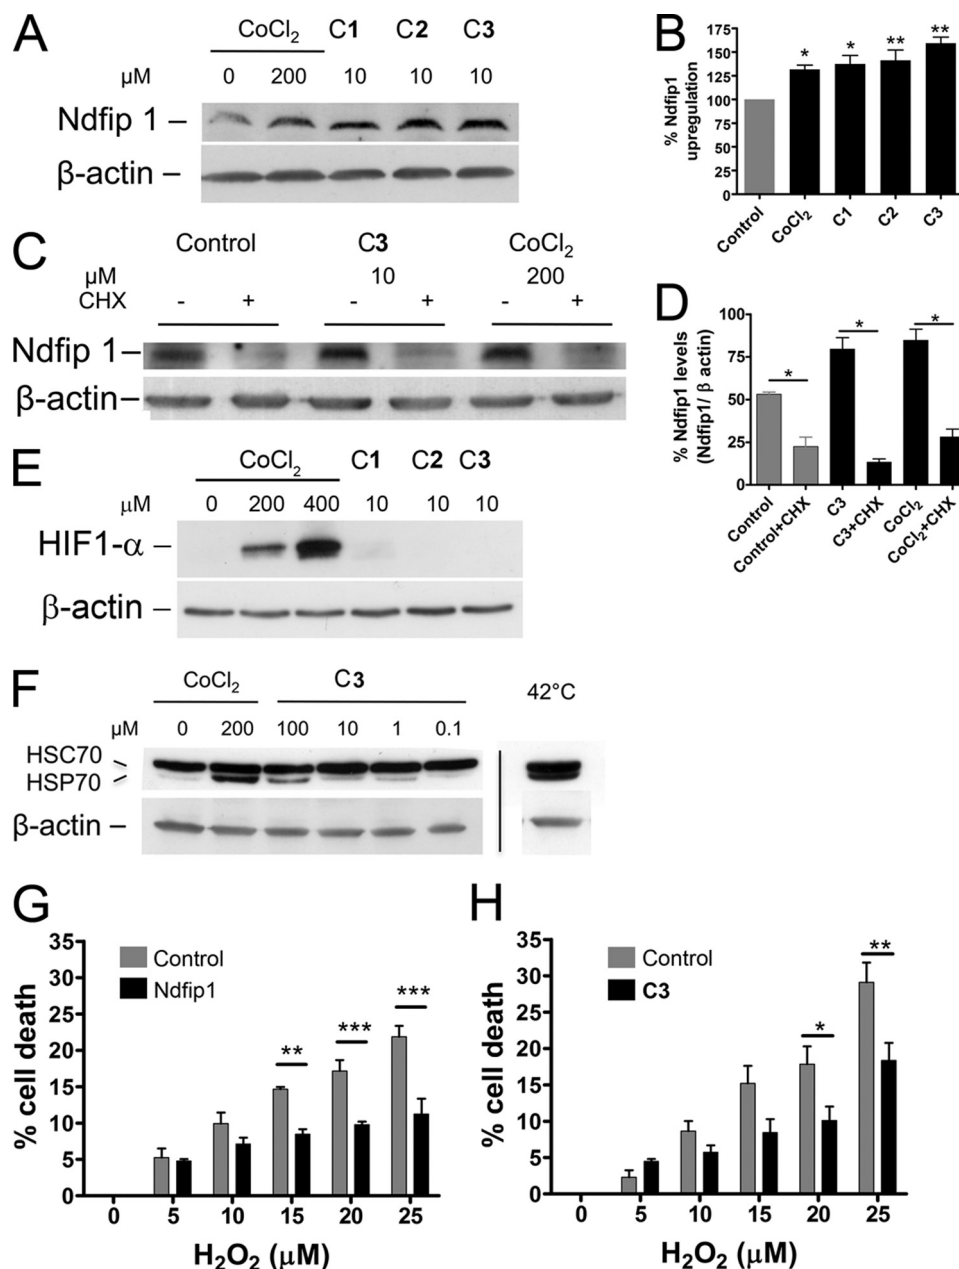 A
CoCl2 C1 C2 C3
μM 0 200 10 10 10
Ndfip 1 –
β-actin –
B
% Ndfip1 upregulation
175
150
125
100
75
50
25
0
* * ** **
Control CoCl2 C1 C2 C3
C
Control C3 CoCl2
μM 10 200
CHX - + - + - +
Ndfip 1 –
β-actin –
D
% Ndfip1 levels
(Ndfip1/ β actin)
100
75
50
25
0
* * *
Control Control+CHX C3 C3+CHX CoCl2 CoCl2+CHX
E
CoCl2 C1 C2 C3
μM 0 200 400 10 10 10
HIF1-α –
β-actin –
F
CoCl2 C3 42°C
μM 0 200 100 10 1 0.1
HSC70
HSP70
β-actin –
G
% cell death
35
30
25
20
15
10
5
0
Control
Ndfip1
** *** ***
0 5 10 15 20 25
H2O2 (μM)
H
% cell death
35
30
25
20
15
10
5
0
Control
C3
* **
0 5 10 15 20 25
H2O2 (μM)